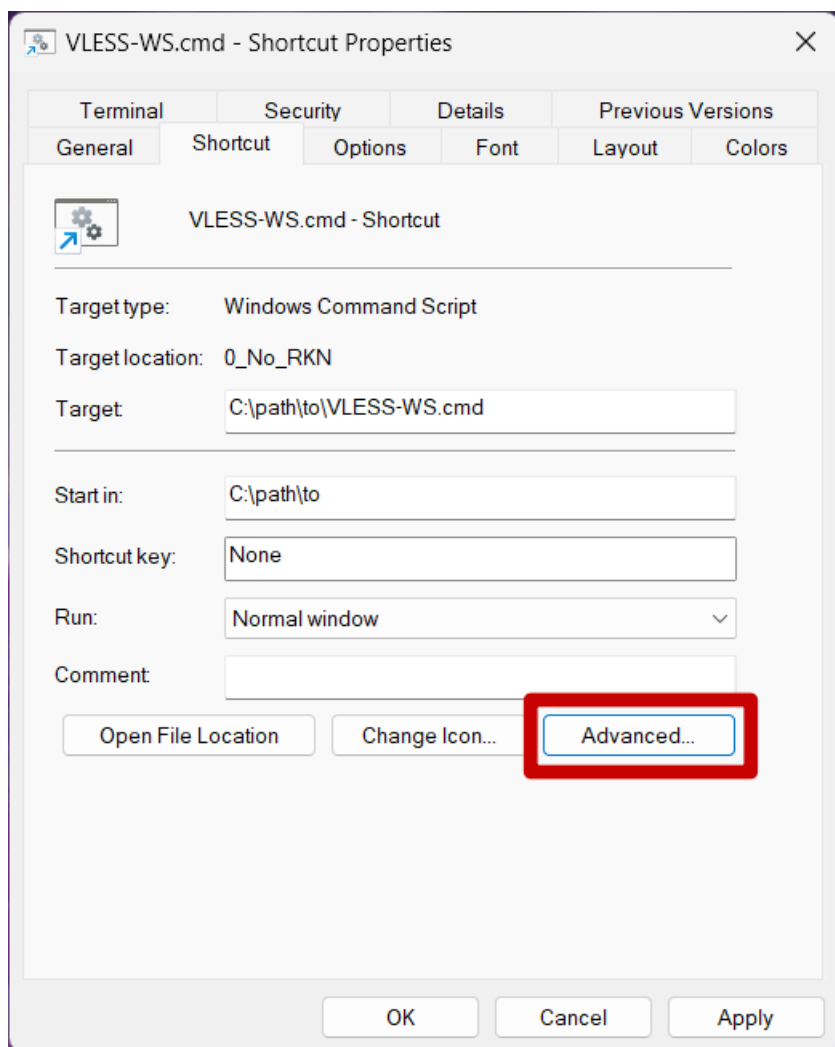 VLESS-WS.cmd - Shortcut Properties
Terminal Security Details Previous Versions
General Shortcut Options Font Layout Colors
VLESS-WS.cmd - Shortcut
Target type: Windows Command Script
Target location: 0_No_RKN
Target: C:\path\to\VLESS-WS.cmd
Start in: C:\path\to
Shortcut key: None
Run: Normal window
Comment:
Open File Location Change Icon... Advanced...
OK Cancel Apply